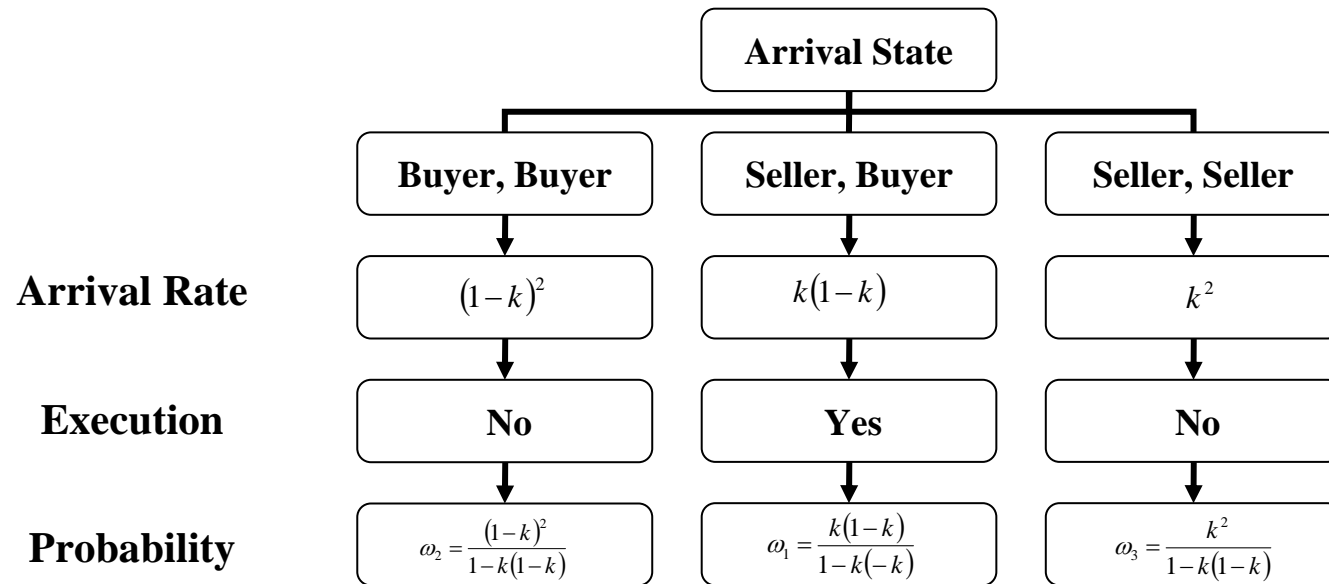 Arrival State
Buyer, Buyer
Seller, Buyer
Seller, Seller
Arrival Rate
(1−k)²
k(1−k)
k²
Execution
No
Yes
No
Probability
ω₂ = (1−k)² / 1−k(1−k)
ω₁ = k(1−k) / 1−k(−k)
ω₃ = k² / 1−k(1−k)